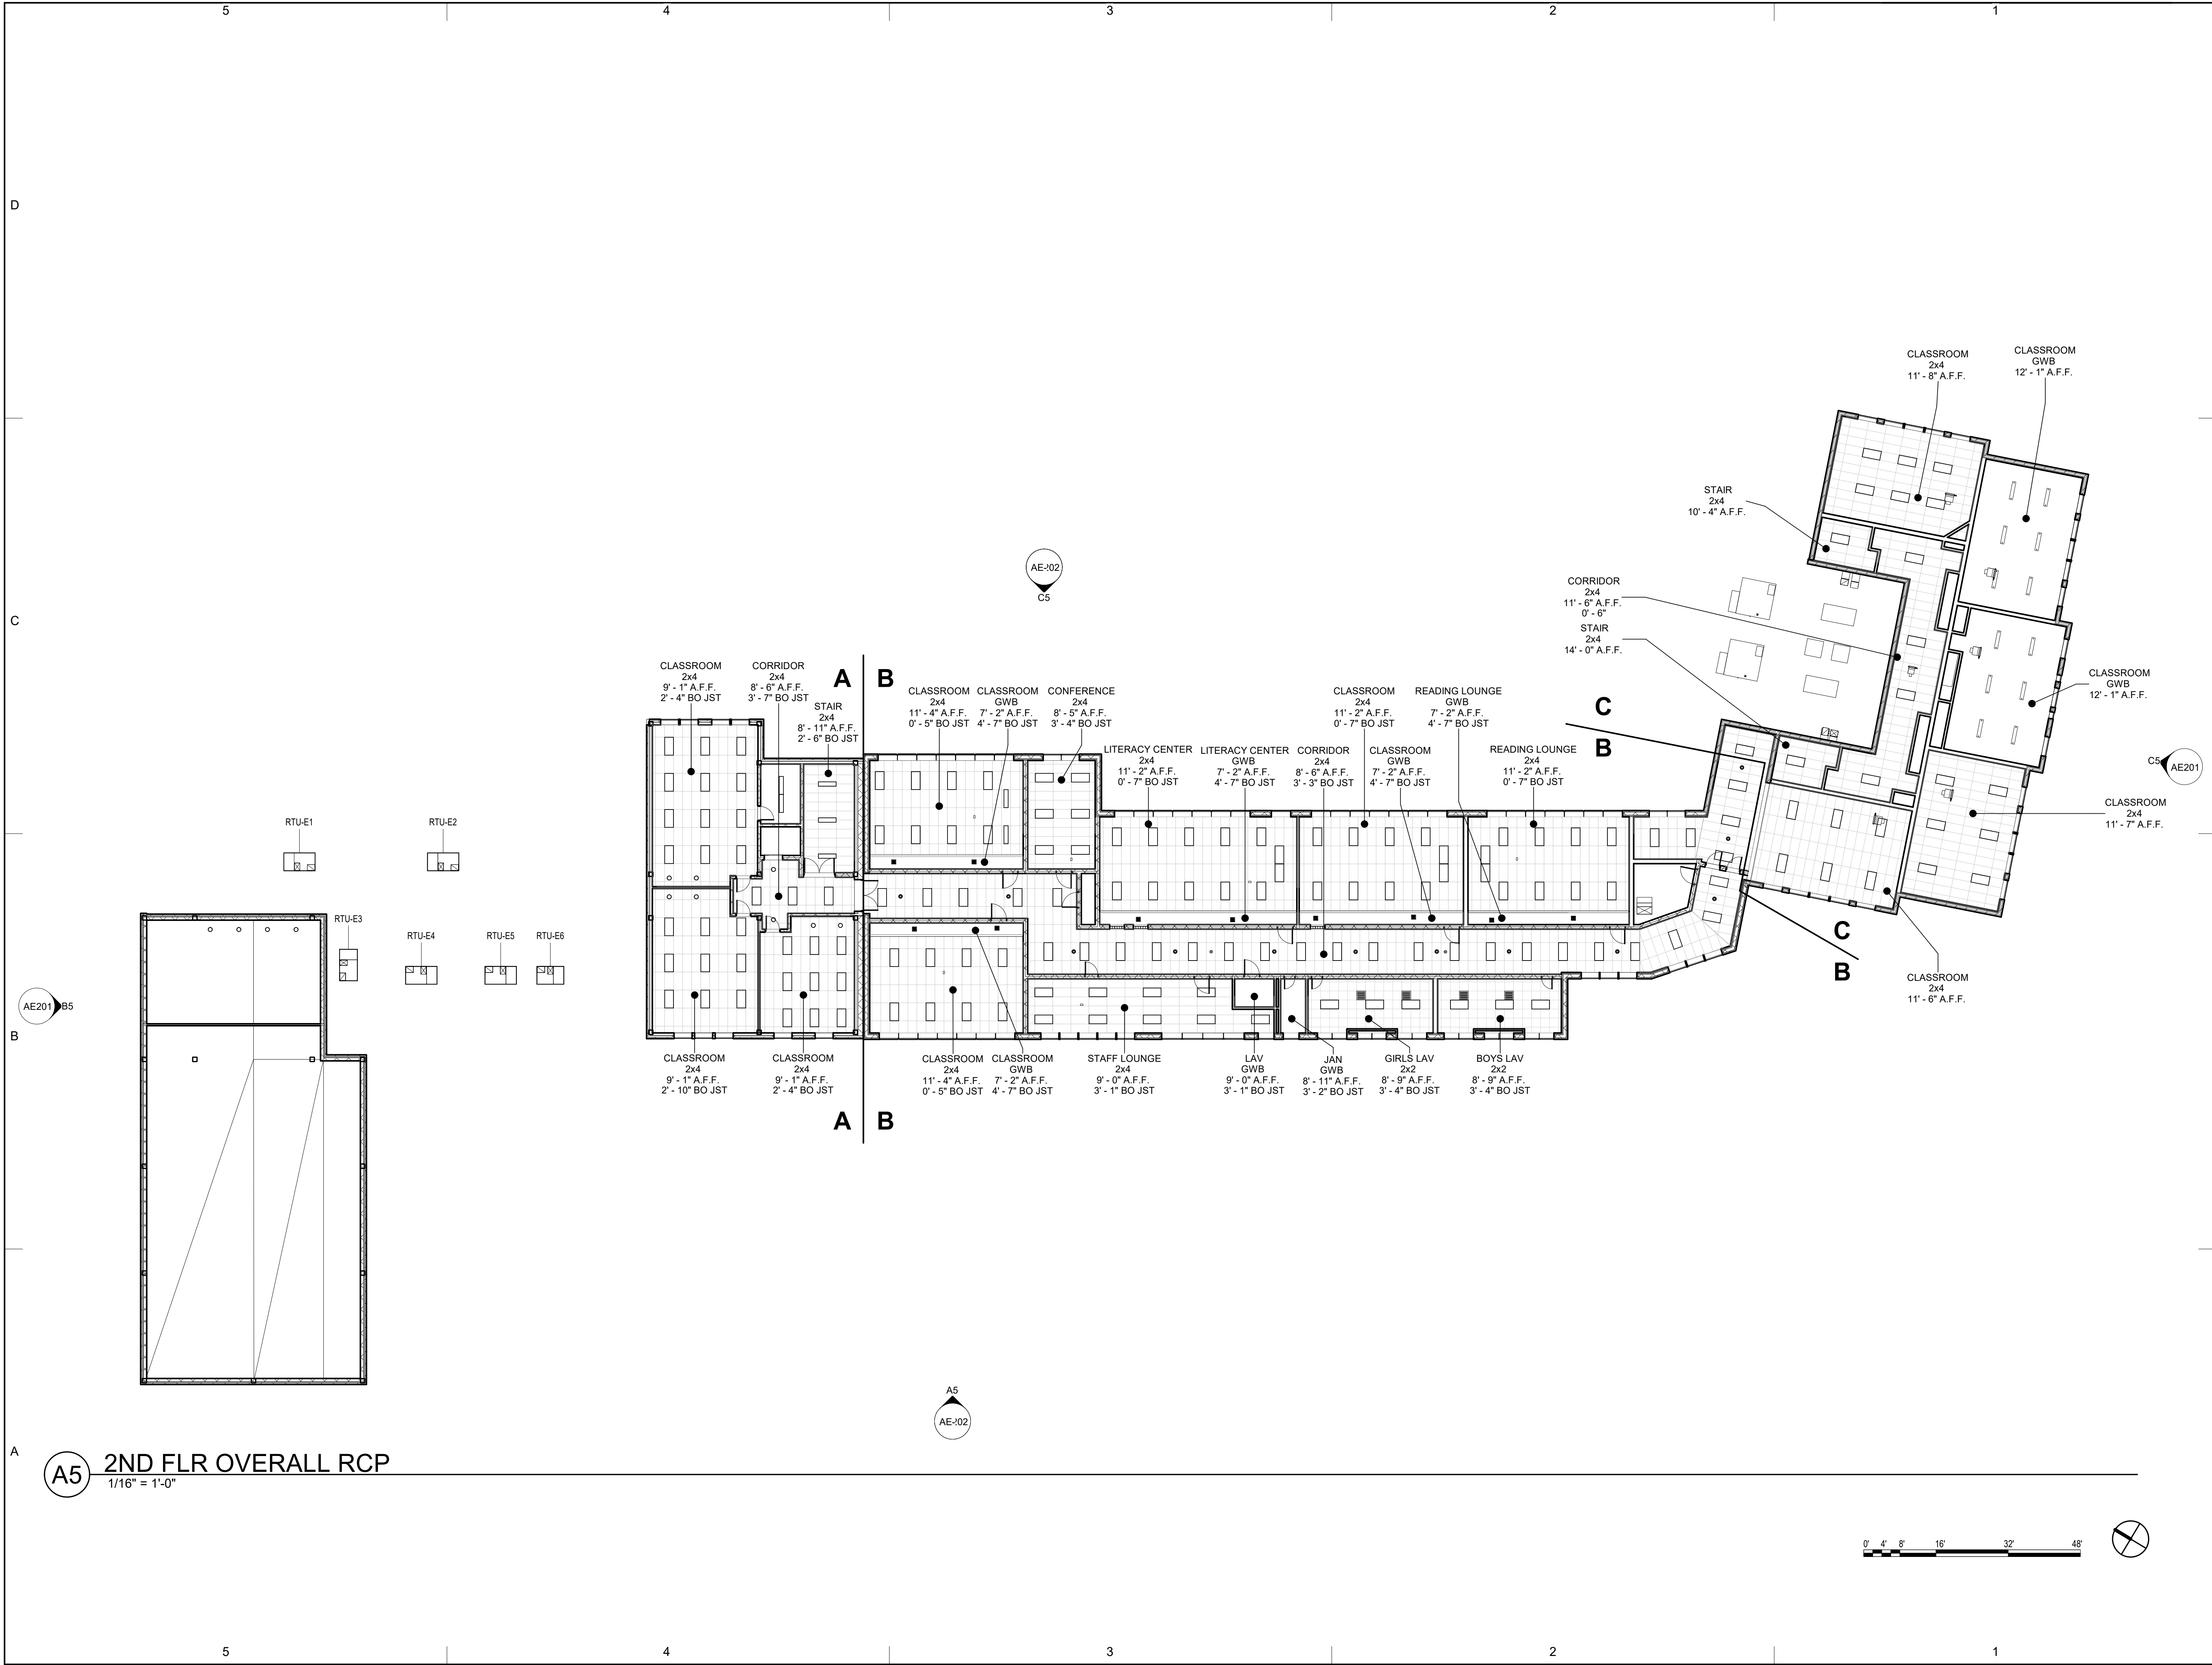 5 4 3 2 1
D
CLASSROOM
2x4
11' - 8" A.F.F.
CLASSROOM
GWB
12' - 1" A.F.F.
STAIR
2x4
10' - 4" A.F.F.
CORRIDOR
2x4
11' - 6" A.F.F.
0' - 6"
STAIR
2x4
14' - 0" A.F.F.
C
C5
CLASSROOM
2x4
9' - 1" A.F.F.
2' - 4" BO JST
CORRIDOR
2x4
8' - 6" A.F.F.
3' - 7" BO JST
STAIR
2x4
8' - 11" A.F.F.
2' - 6" BO JST
A B
CLASSROOM
2x4
11' - 4" A.F.F.
0' - 5" BO JST
CLASSROOM
GWB
7' - 2" A.F.F.
4' - 7" BO JST
CONFERENCE
2x4
8' - 5" A.F.F.
3' - 4" BO JST
LITERACY CENTER
2x4
11' - 2" A.F.F.
0' - 7" BO JST
LITERACY CENTER
GWB
7' - 2" A.F.F.
4' - 7" BO JST
CORRIDOR
2x4
8' - 6" A.F.F.
3' - 3" BO JST
CLASSROOM
2x4
11' - 2" A.F.F.
0' - 7" BO JST
CLASSROOM
GWB
7' - 2" A.F.F.
4' - 7" BO JST
READING LOUNGE
GWB
7' - 2" A.F.F.
4' - 7" BO JST
READING LOUNGE
2x4
11' - 2" A.F.F.
0' - 7" BO JST
C
B
CLASSROOM
GWB
12' - 1" A.F.F.
C5
AE201
CLASSROOM
2x4
11' - 7" A.F.F.
RTU-E1
RTU-E2
RTU-E3
RTU-E4
RTU-E5
RTU-E6
C
B
CLASSROOM
2x4
11' - 6" A.F.F.
AE201
B5
B
CLASSROOM
2x4
9' - 1" A.F.F.
2' - 10" BO JST
CLASSROOM
2x4
9' - 1" A.F.F.
2' - 4" BO JST
CLASSROOM
2x4
11' - 4" A.F.F.
0' - 5" BO JST
CLASSROOM
GWB
7' - 2" A.F.F.
4' - 7" BO JST
STAFF LOUNGE
2x4
9' - 0" A.F.F.
3' - 1" BO JST
LAV
GWB
9' - 0" A.F.F.
3' - 1" BO JST
JAN
GWB
8' - 11" A.F.F.
3' - 2" BO JST
GIRLS LAV
2x2
8' - 9" A.F.F.
3' - 4" BO JST
BOYS LAV
2x2
8' - 9" A.F.F.
3' - 4" BO JST
A B
A5
A
A5
2ND FLR OVERALL RCP
1/16" = 1'-0"
0' 4' 8' 16' 32' 48'
5 4 3 2 1